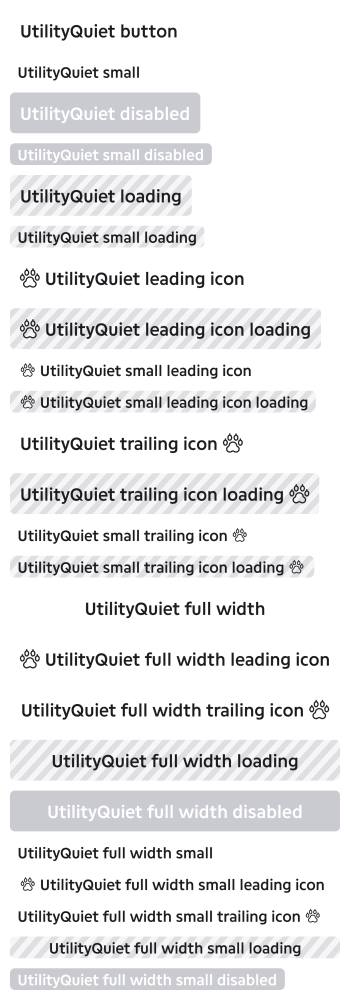 UtilityQuiet button
UtilityQuiet small
UtilityQuiet disabled
UtilityQuiet small disabled
UtilityQuiet loading
UtilityQuiet small loading
UtilityQuiet leading icon
UtilityQuiet leading icon loading
UtilityQuiet small leading icon
UtilityQuiet small leading icon loading
UtilityQuiet trailing icon
UtilityQuiet trailing icon loading
UtilityQuiet small trailing icon
UtilityQuiet small trailing icon loading
UtilityQuiet full width
UtilityQuiet full width leading icon
UtilityQuiet full width trailing icon
UtilityQuiet full width loading
UtilityQuiet full width disabled
UtilityQuiet full width small
UtilityQuiet full width small leading icon
UtilityQuiet full width small trailing icon
UtilityQuiet full width small loading
UtilityQuiet full width small disabled